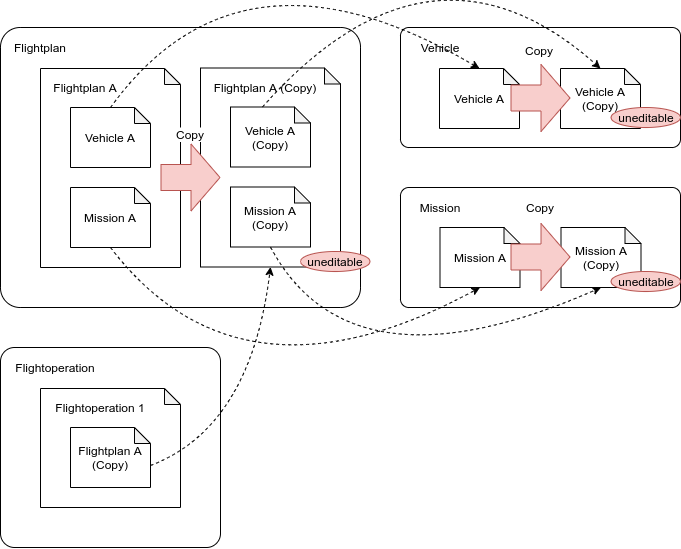 Flightplan
Flightplan A
Vehicle A
Mission A
Copy
Flightplan A (Copy)
Vehicle A
(Copy)
Mission A
(Copy)
uneditable
Vehicle
Vehicle A
Copy
Vehicle A
(Copy)
uneditable
Mission
Mission A
Copy
Mission A
(Copy)
uneditable
Flightoperation
Flightoperation 1
Flightplan A
(Copy)